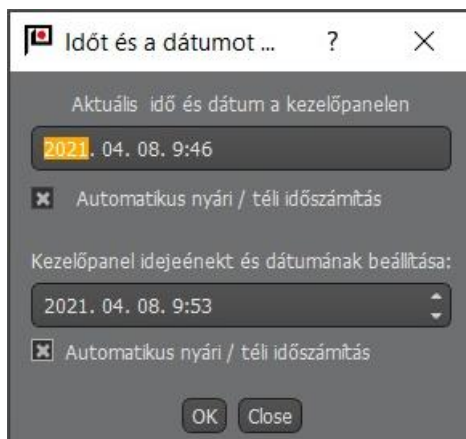 Időt és a dátumot ... ?
Aktuális idő és dátum a kezelőpanelen
2021. 04. 08. 9:46
Automatikus nyári / téli időszámítás
Kezelőpanel idejeénekt és dátumának beállítása:
2021. 04. 08. 9:53
Automatikus nyári / téli időszámítás
OK Close